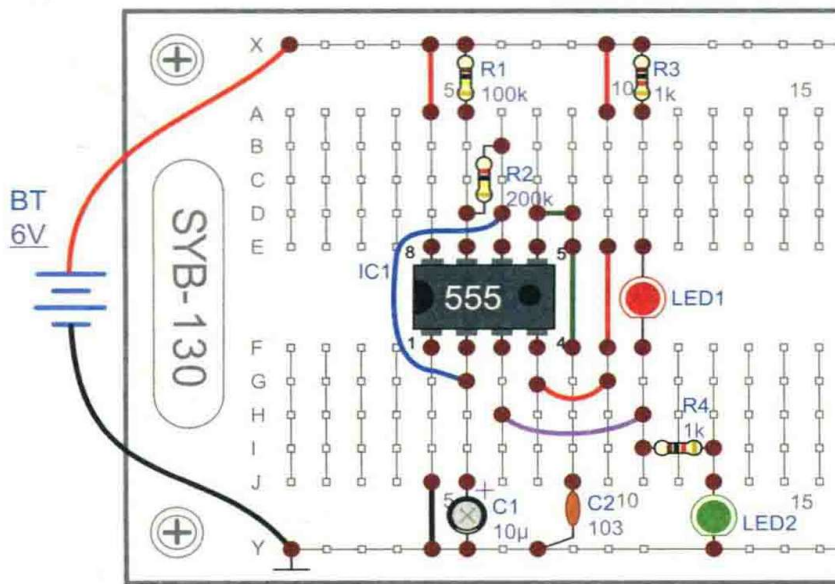 X
R1
5
100k
R3
10
1k
15
A
B
R2
C
200k
D
E
BT
6V
SYB-130
8
5
IC1
555
LED1
1
4
F
G
H
R4
1k
I
J
5
+
C1
10µ
C2
103
10
15
LED2
Y